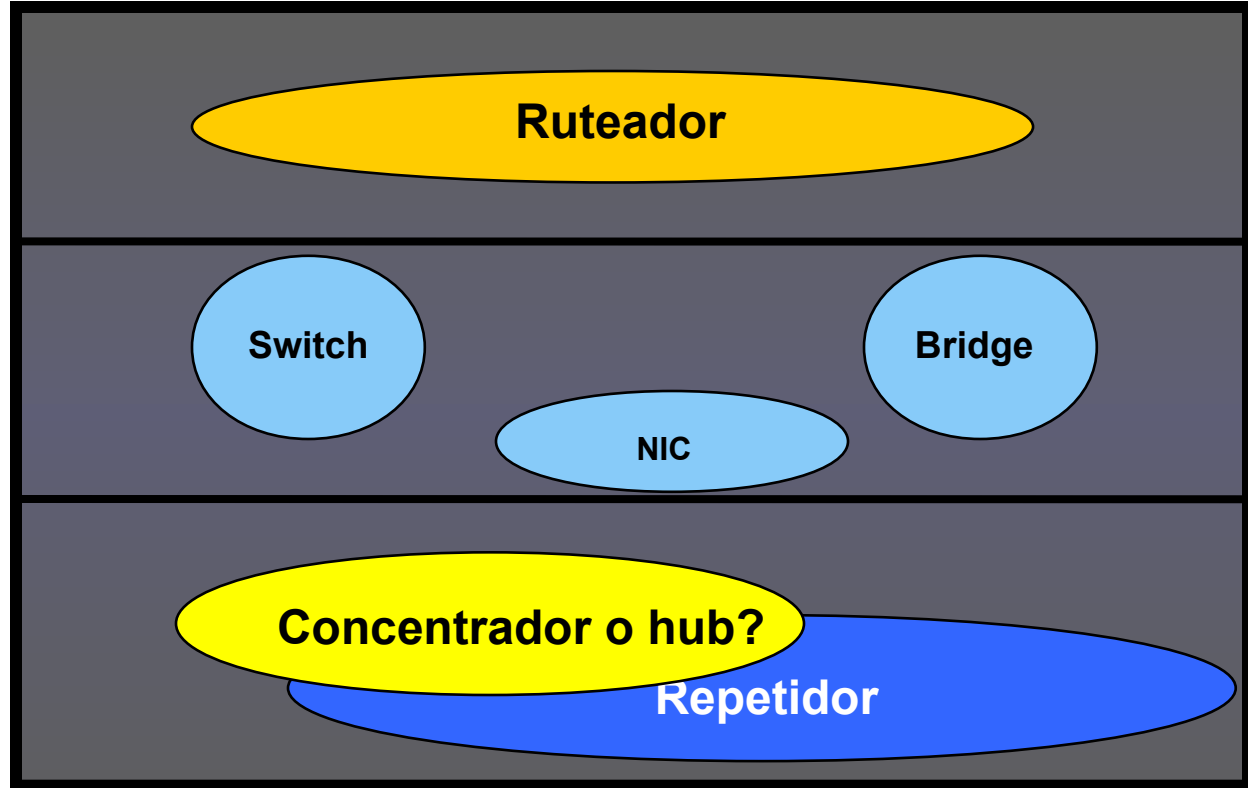 Ruteador
Switch
Bridge
NIC
Concentrador o hub?
Repetidor